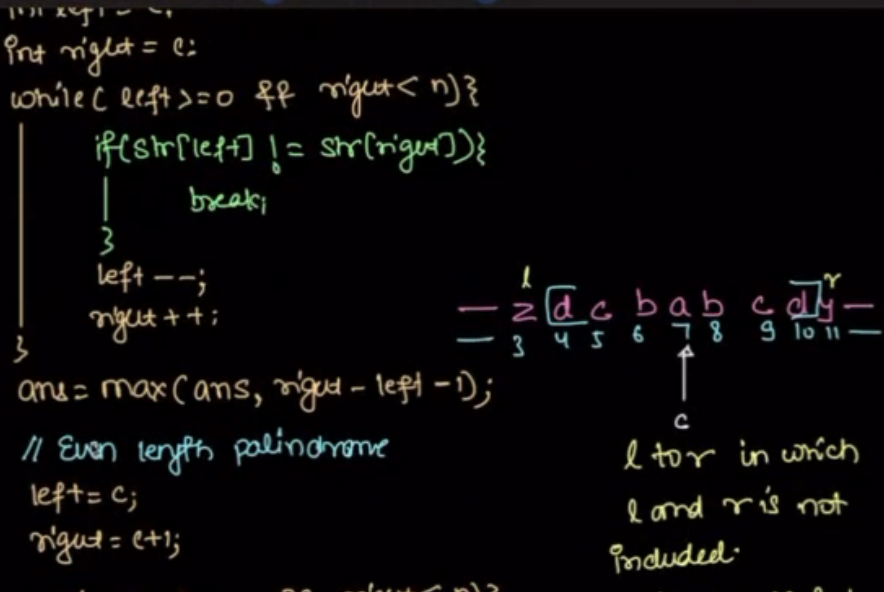 int left = c;
int right = c;
while( left >= 0 && right < n){
if(str[left] != str[right]){
break;
}
left --;
right ++;
}
ans = max(ans, right - left - 1);
// Even length palindrome
left = c;
right = c+1;
l r
— z d c b a b c d y —
3 4 5 6 7 8 9 10 11
c
l to r in which
l and r is not
included.